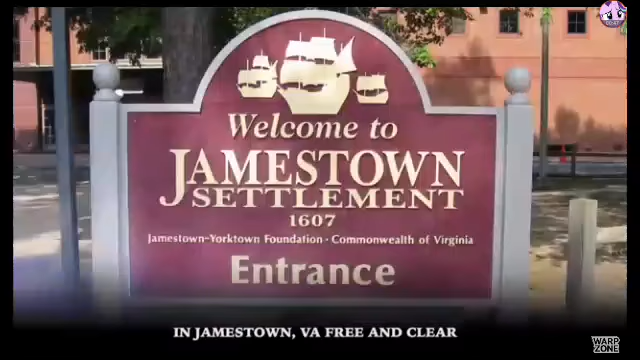 Welcome to
JAMESTOWN
SETTLEMENT
1607
Jamestown-Yorktown Foundation · Commonwealth of Virginia
Entrance
IN JAMESTOWN, VA FREE AND CLEAR
WARP
ZONE